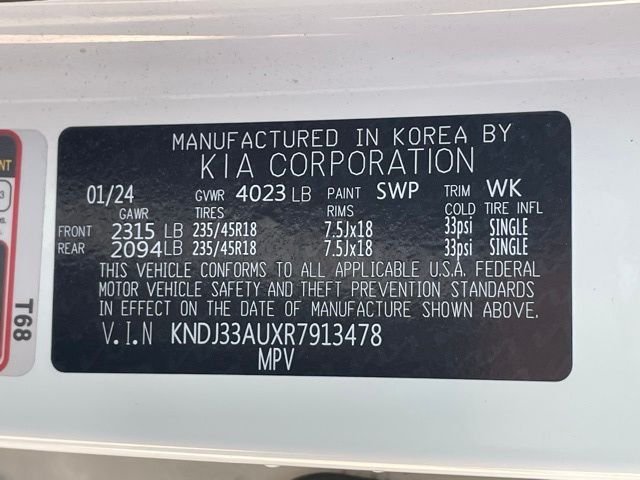 MANUFACTURED IN KOREA BY
KIA CORPORATION
01/24 GVWR 4023 LB PAINT SWP TRIM WK
GAWR TIRES RIMS COLD TIRE INFL
FRONT 2315 LB 235/45R18 7.5Jx18 33psi SINGLE
REAR 2094 LB 235/45R18 7.5Jx18 33psi SINGLE
THIS VEHICLE CONFORMS TO ALL APPLICABLE U.S.A. FEDERAL
MOTOR VEHICLE SAFETY AND THEFT PREVENTION STANDARDS
IN EFFECT ON THE DATE OF MANUFACTURE SHOWN ABOVE.
V.I.N KNDJ33AUXR7913478
MPV
T68